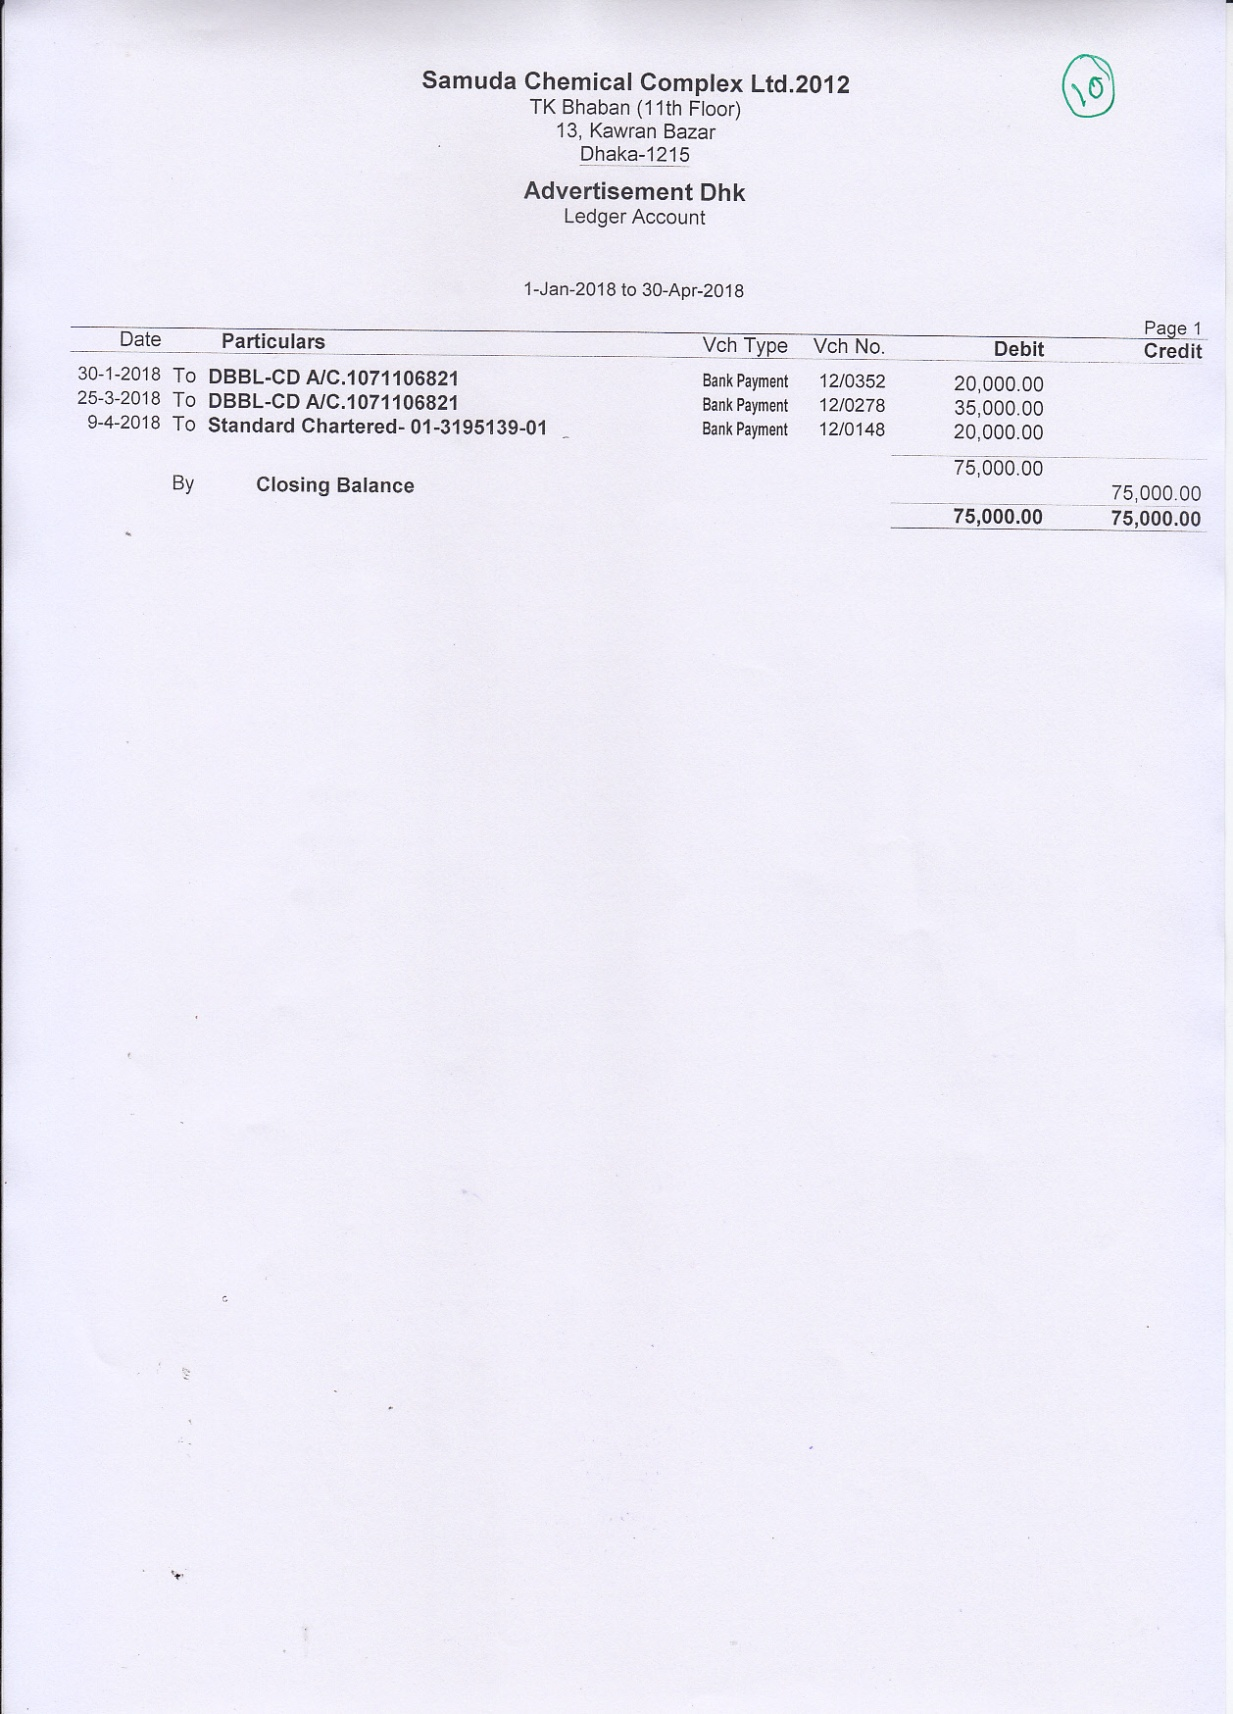 Samuda Chemical Complex Ltd.2012
TK Bhaban (11th Floor)
13, Kawran Bazar
Dhaka-1215
Advertisement Dhk
Ledger Account
1-Jan-2018 to 30-Apr-2018
Page 1
Date Particulars Vch Type Vch No. Debit Credit
30-1-2018 To DBBL-CD A/C.1071106821 Bank Payment 12/0352 20,000.00
25-3-2018 To DBBL-CD A/C.1071106821 Bank Payment 12/0278 35,000.00
9-4-2018 To Standard Chartered- 01-3195139-01 Bank Payment 12/0148 20,000.00
75,000.00
By Closing Balance 75,000.00
75,000.00 75,000.00